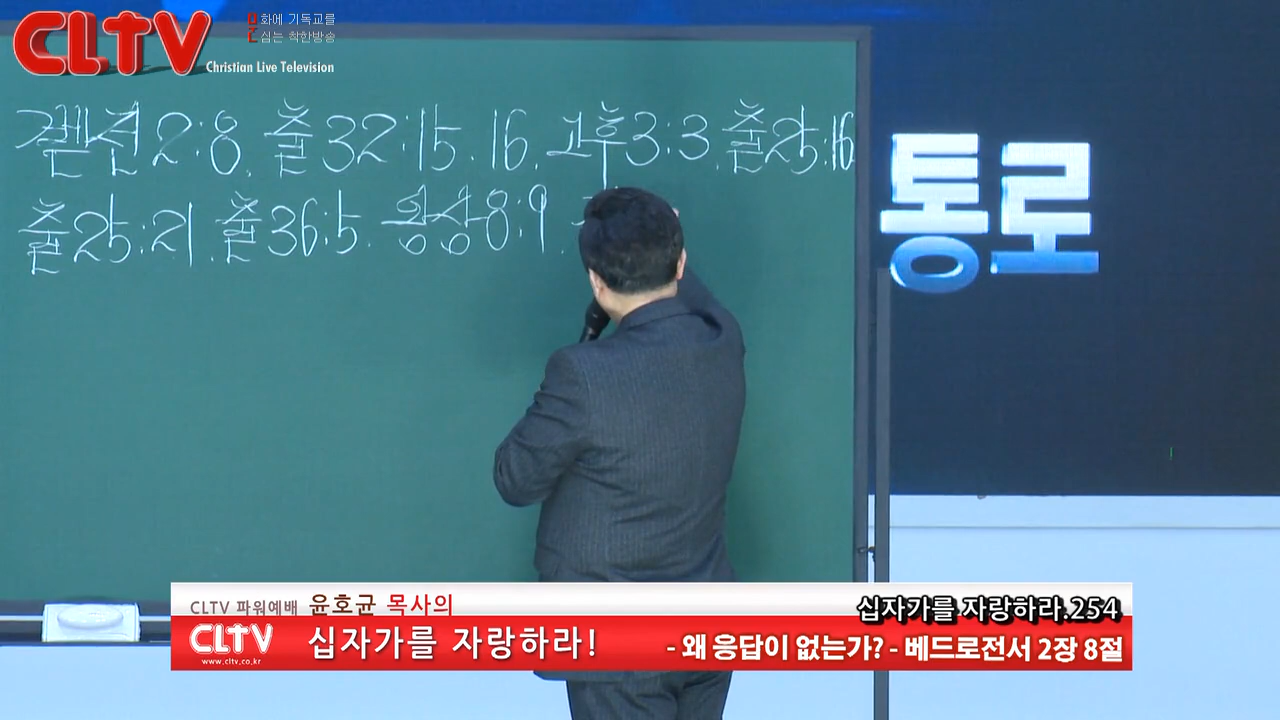 CLTV
문화에 기독교를
심는 착한방송
Christian Live Television
벧전2:8. 출32:15.16. 고후3:3. 출25:16
출25:21. 출36:5. 왕상8:9.
통로
CLTV 파워예배 윤호균 목사의
십자가를 자랑하라.254
CLTV
www.cltv.co.kr
십자가를 자랑하라!
- 왜 응답이 없는가? - 베드로전서 2장 8절